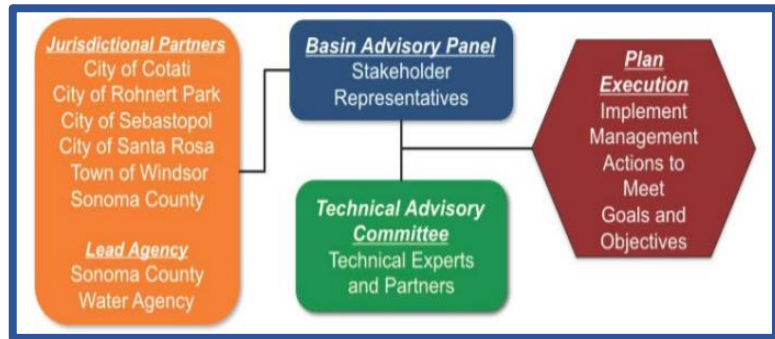 Jurisdictional Partners
City of Cotati
City of Rohnert Park
City of Sebastopol
City of Santa Rosa
Town of Windsor
Sonoma County
Lead Agency
Sonoma County
Water Agency
Basin Advisory Panel
Stakeholder
Representatives
Technical Advisory
Committee
Technical Experts
and Partners
Plan
Execution
Implement
Management
Actions to
Meet
Goals and
Objectives